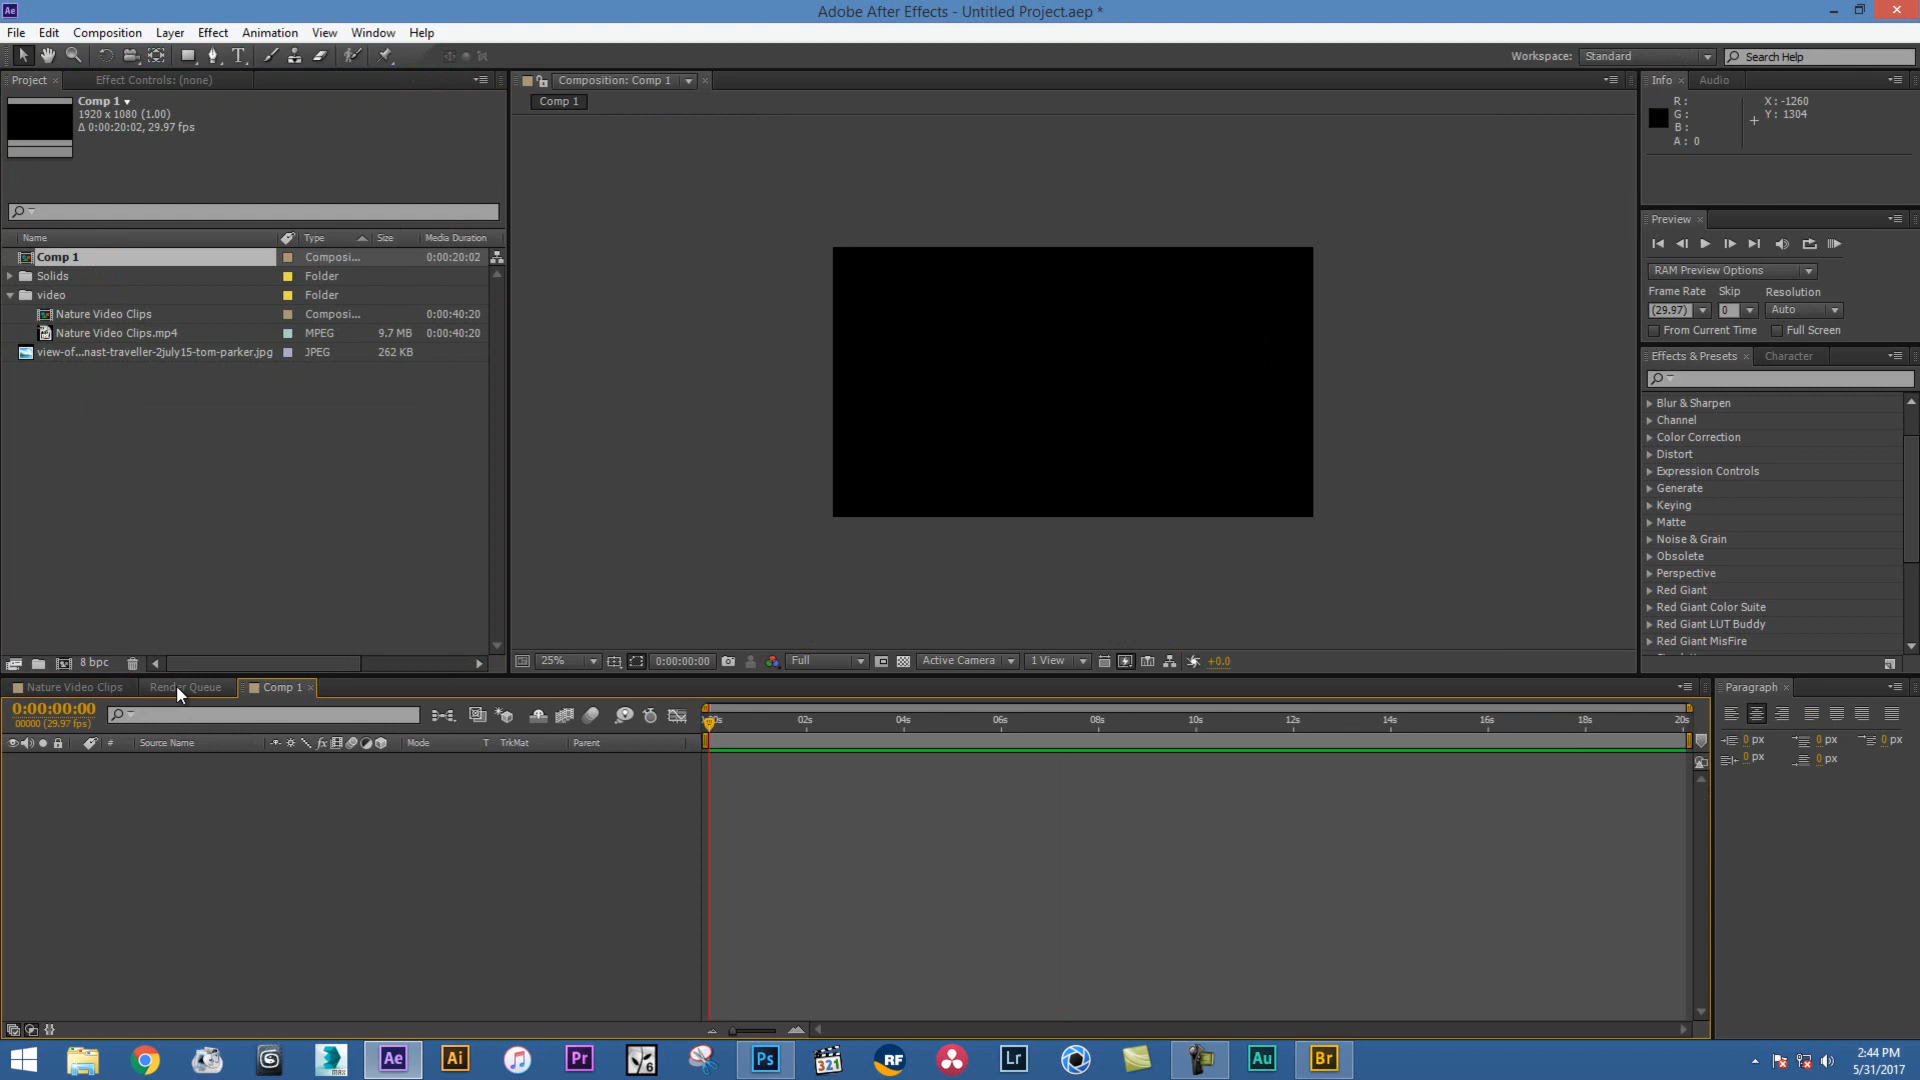 Adobe After Effects - Untitled Project.aep *
File Edit Composition Layer Effect Animation View Window Help
Workspace: Standard Search Help
Project Effect Controls: (none)
Comp 1
1920 x 1080 (1.00)
Δ 0:00:20:02, 29.97 fps
Name Type Size Media Duration
Comp 1 Composi... 0:00:20:02
Solids Folder
video Folder
Nature Video Clips Composi... 0:00:40:20
Nature Video Clips.mp4 MPEG 9.7 MB 0:00:40:20
view-of...nast-traveller-2july15-tom-parker.jpg JPEG 262 KB
8 bpc
Composition: Comp 1
Comp 1
25% 0:00:00:00 Full Active Camera 1 View +0.0
Info Audio
R :
G :
B :
A : 0
X : -1260
Y : 1304
Preview
RAM Preview Options
Frame Rate Skip Resolution
(29.97) 0 Auto
From Current Time Full Screen
Effects & Presets Character
Blur & Sharpen
Channel
Color Correction
Distort
Expression Controls
Generate
Keying
Matte
Noise & Grain
Obsolete
Perspective
Red Giant
Red Giant Color Suite
Red Giant LUT Buddy
Red Giant MisFire
Nature Video Clips Render Queue Comp 1
0:00:00:00
00000 (29.97 fps)
02s 04s 06s 08s 10s 12s 14s 16s 18s 20s
# Source Name fx Mode T TrkMat Parent
Paragraph
0 px 0 px 0 px
0 px 0 px
Ae Ai Pr Ps 321 RF Lr Au Br
2:44 PM
5/31/2017